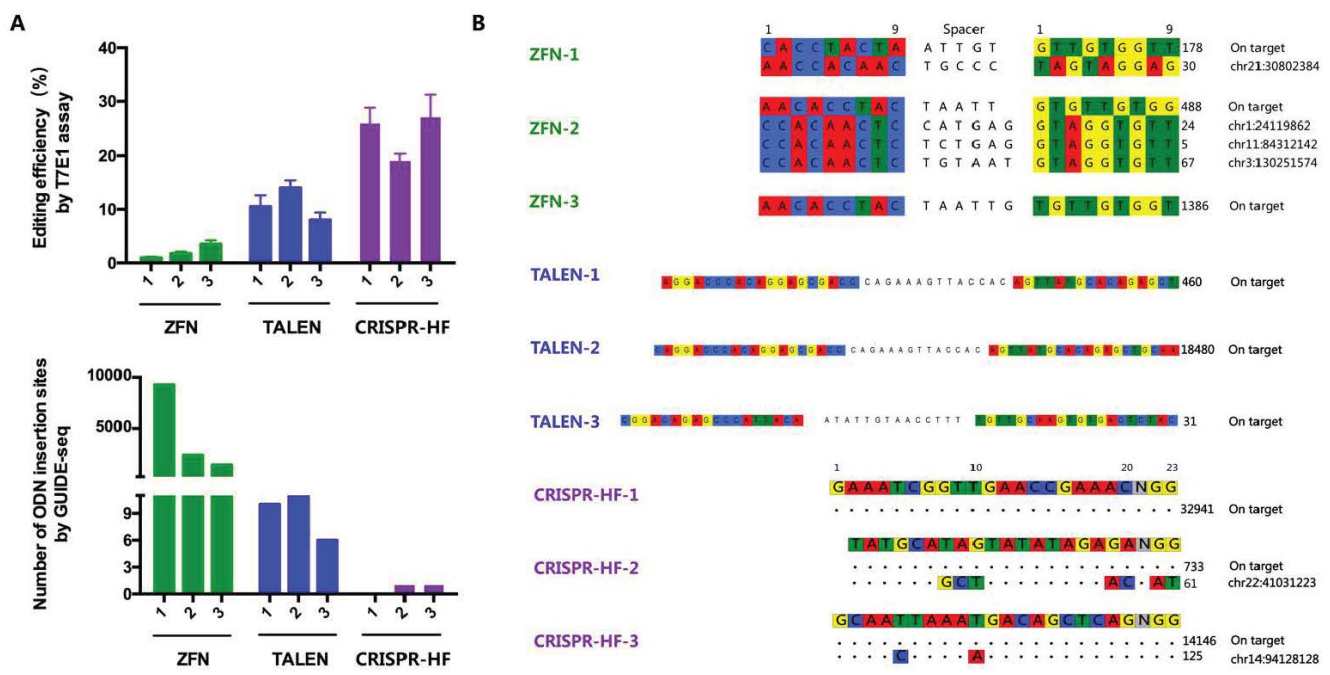 A
Editing efficiency (%)
by T7E1 assay
40
30
20
10
0
1 2 3 1 2 3 1 2 3
ZFN TALEN CRISPR-HF
Number of ODN insertion sites
by GUIDE-seq
10000
5000
9
6
3
0
1 2 3 1 2 3 1 2 3
ZFN TALEN CRISPR-HF
B
1 9 Spacer 1 9
ZFN-1
CACCTACTA ATTGT GTTGTGGTT 178 On target
AACCACAAC TGCCC TAGTAGGAG 30 chr21:30802384
ZFN-2
AACACCTAC TAATT GTGTTGTGG 488 On target
CCACAACTC CATGAG GTAGGTGTT 24 chr1:24119862
CCACAACTC TCTGAG GTAGGTGTT 5 chr11:84312142
CCACAACTC TGTAAT GTAGGTGTT 67 chr3:130251574
ZFN-3
AACACCTAC TAATTG TGTTGTGGT 1386 On target
TALEN-1
CAGAAAGTTACCAC 460 On target
TALEN-2
CAGAAAGTTACCAC 18480 On target
TALEN-3
ATATTGTAACCTTT 31 On target
1 10 20 23
CRISPR-HF-1
GAAATCGGTTGAACCGAAACNGG
32941 On target
CRISPR-HF-2
TATGCATAGTATATAGAGANGG
733 On target
GCT AC AT 61 chr22:41031223
CRISPR-HF-3
GCAATTAAATGACAGCTCAGNGG
14146 On target
C A 125 chr14:94128128